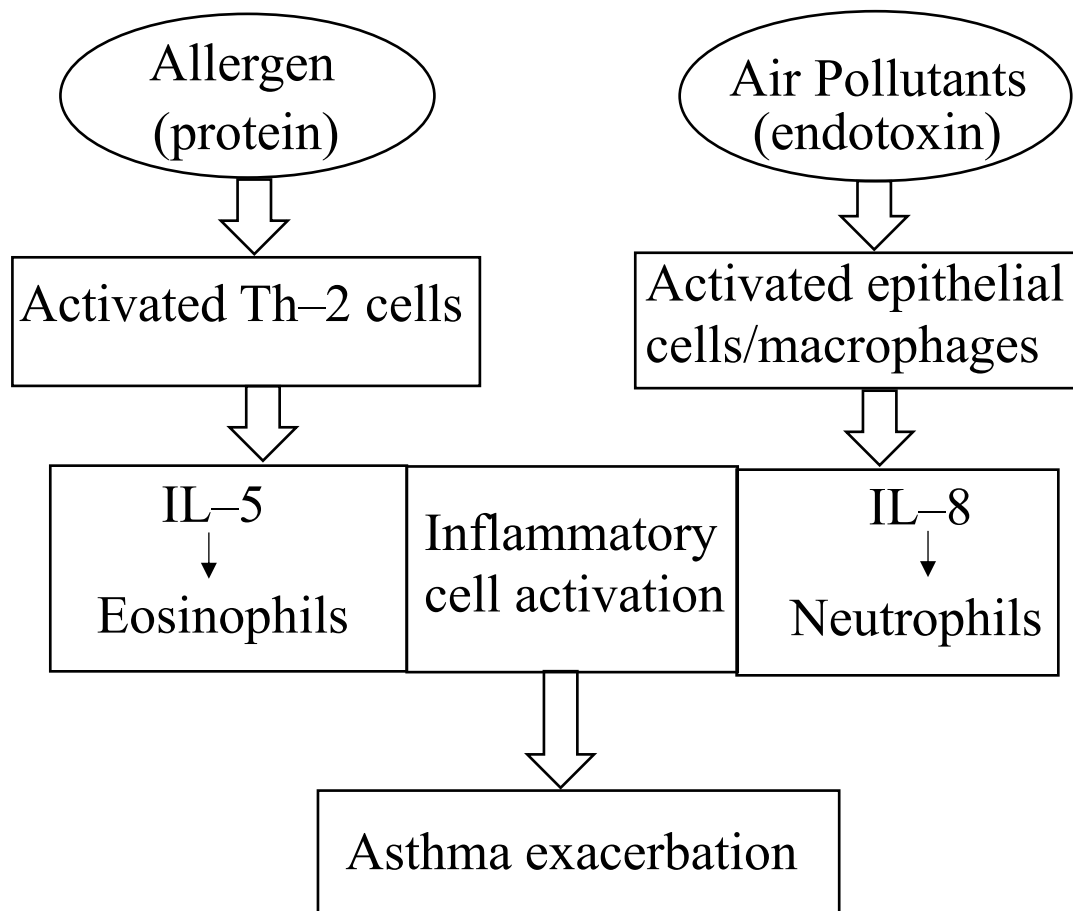 Allergen
(protein)
Air Pollutants
(endotoxin)
Activated Th–2 cells
Activated epithelial
cells/macrophages
IL–5
Eosinophils
Inflammatory
cell activation
IL–8
Neutrophils
Asthma exacerbation